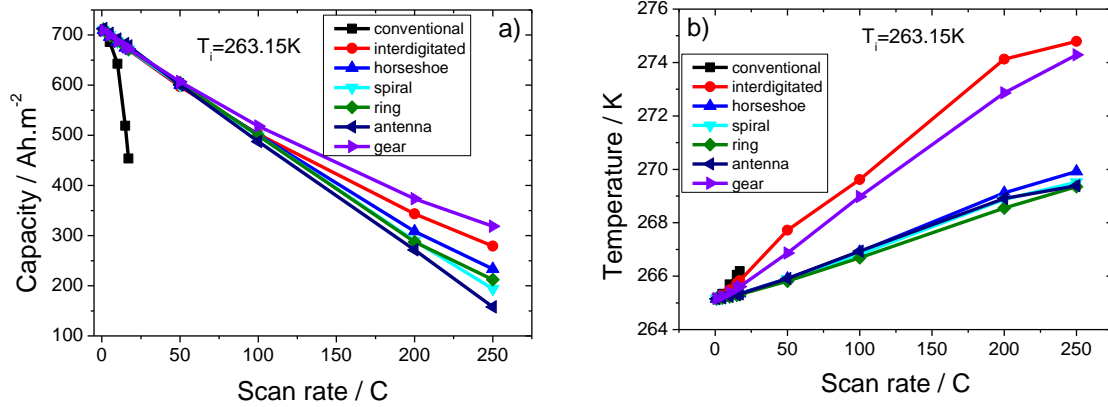 a)
T_i=263.15K
conventional
interdigitated
horseshoe
spiral
ring
antenna
gear
700
600
500
400
300
200
100
Capacity / Ah.m^-2
0 50 100 150 200 250
Scan rate / C
b)
T_i=263.15K
conventional
interdigitated
horseshoe
spiral
ring
antenna
gear
276
274
272
270
268
266
264
Temperature / K
0 50 100 150 200 250
Scan rate / C